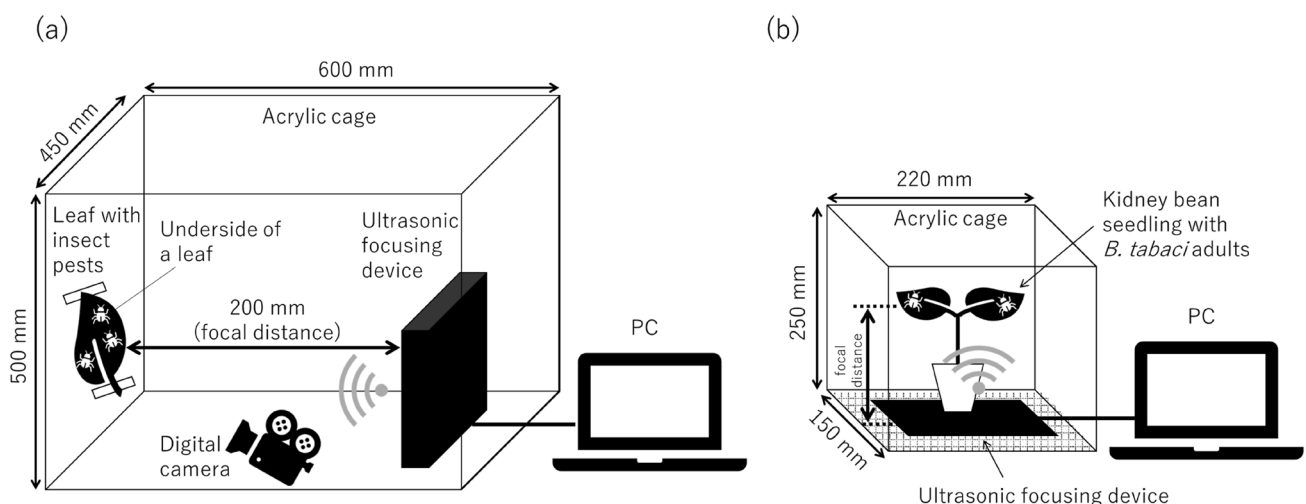 (a)
600 mm
450 mm
Acrylic cage
Leaf with
insect
pests
Underside of
a leaf
Ultrasonic
focusing
device
200 mm
(focal distance)
500 mm
PC
Digital
camera
(b)
220 mm
Acrylic cage
Kidney bean
seedling with
B. tabaci adults
250 mm
focal
distance
PC
150 mm
Ultrasonic focusing device